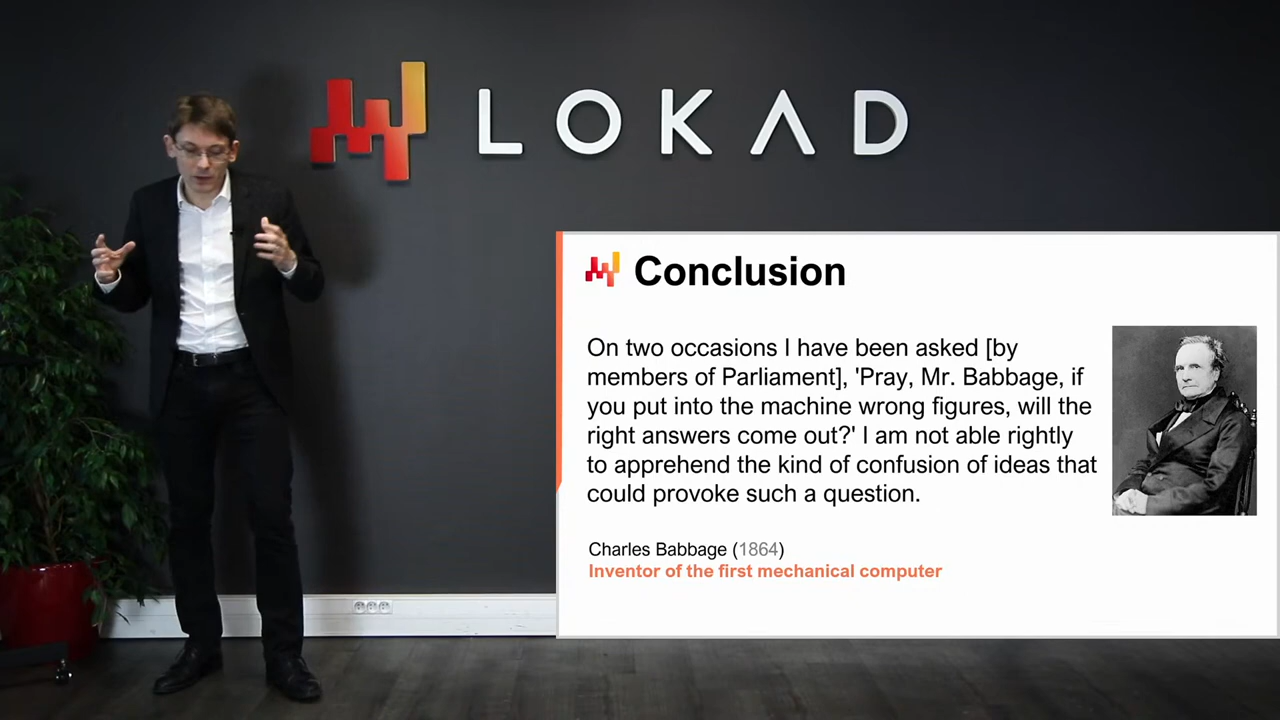 LOKAD
Conclusion
On two occasions I have been asked [by
members of Parliament], 'Pray, Mr. Babbage, if
you put into the machine wrong figures, will the
right answers come out?' I am not able rightly
to apprehend the kind of confusion of ideas that
could provoke such a question.
Charles Babbage (1864)
Inventor of the first mechanical computer